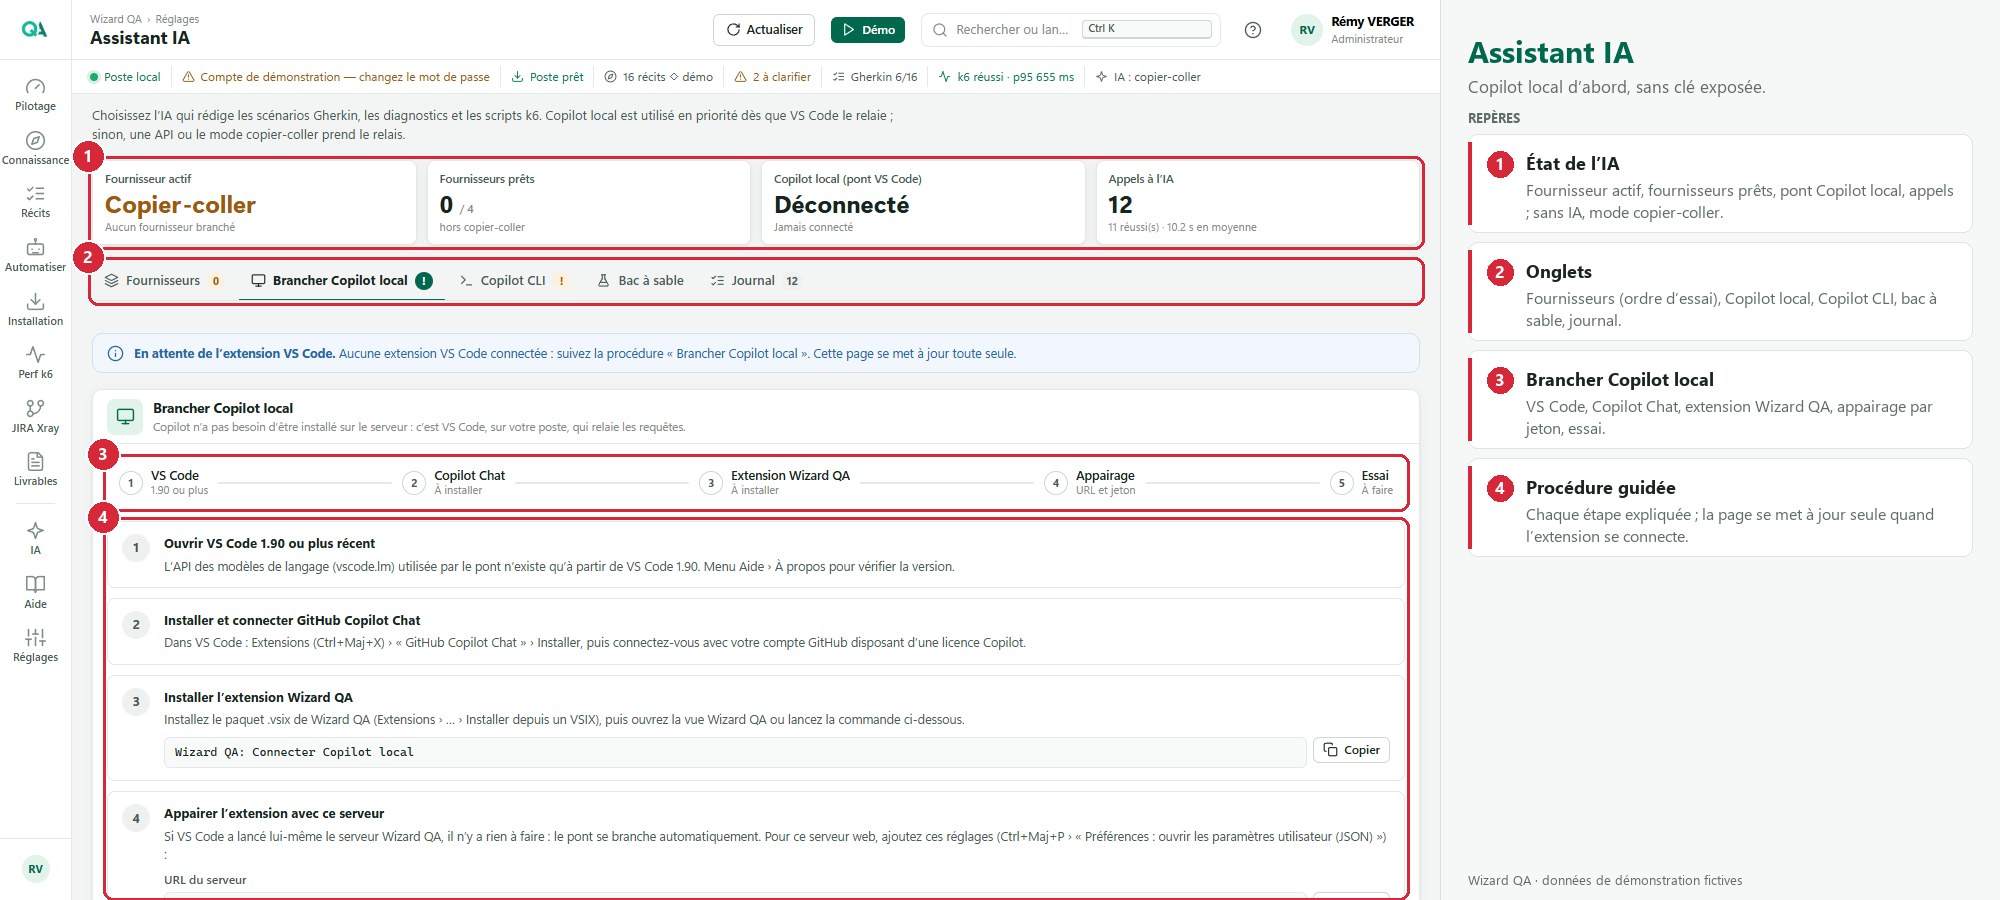 QA
Wizard QA › Réglages
Assistant IA
Actualiser
Démo
Rechercher ou lan...
Ctrl K
RV
Rémy VERGER
Administrateur
Poste local
Compte de démonstration — changez le mot de passe
Poste prêt
16 récits ◇ démo
2 à clarifier
Gherkin 6/16
k6 réussi · p95 655 ms
IA : copier-coller
Pilotage
Connaissance
Récits
Automatiser
Installation
Perf k6
JIRA Xray
Livrables
IA
Aide
Réglages
RV
Choisissez l’IA qui rédige les scénarios Gherkin, les diagnostics et les scripts k6. Copilot local est utilisé en priorité dès que VS Code le relaie ;
sinon, une API ou le mode copier-coller prend le relais.
1
Fournisseur actif
Copier-coller
Aucun fournisseur branché
Fournisseurs prêts
0 / 4
hors copier-coller
Copilot local (pont VS Code)
Déconnecté
Jamais connecté
Appels à l’IA
12
11 réussi(s) · 10.2 s en moyenne
2
Fournisseurs 0
Brancher Copilot local !
Copilot CLI !
Bac à sable
Journal 12
En attente de l’extension VS Code. Aucune extension VS Code connectée : suivez la procédure « Brancher Copilot local ». Cette page se met à jour toute seule.
Brancher Copilot local
Copilot n’a pas besoin d’être installé sur le serveur : c’est VS Code, sur votre poste, qui relaie les requêtes.
3
1 VS Code
1.90 ou plus
2 Copilot Chat
À installer
3 Extension Wizard QA
À installer
4 Appairage
URL et jeton
5 Essai
À faire
4
1 Ouvrir VS Code 1.90 ou plus récent
L’API des modèles de langage (vscode.lm) utilisée par le pont n’existe qu’à partir de VS Code 1.90. Menu Aide › À propos pour vérifier la version.
2 Installer et connecter GitHub Copilot Chat
Dans VS Code : Extensions (Ctrl+Maj+X) › « GitHub Copilot Chat » › Installer, puis connectez-vous avec votre compte GitHub disposant d’une licence Copilot.
3 Installer l’extension Wizard QA
Installez le paquet .vsix de Wizard QA (Extensions › ... › Installer depuis un VSIX), puis ouvrez la vue Wizard QA ou lancez la commande ci-dessous.
Wizard QA: Connecter Copilot local
Copier
4 Appairer l’extension avec ce serveur
Si VS Code a lancé lui-même le serveur Wizard QA, il n’y a rien à faire : le pont se branche automatiquement. Pour ce serveur web, ajoutez ces réglages (Ctrl+Maj+P › « Préférences : ouvrir les paramètres utilisateur (JSON) »)
:
URL du serveur
Assistant IA
Copilot local d’abord, sans clé exposée.
REPÈRES
1 État de l’IA
Fournisseur actif, fournisseurs prêts, pont Copilot local, appels
; sans IA, mode copier-coller.
2 Onglets
Fournisseurs (ordre d’essai), Copilot local, Copilot CLI, bac à
sable, journal.
3 Brancher Copilot local
VS Code, Copilot Chat, extension Wizard QA, appairage par
jeton, essai.
4 Procédure guidée
Chaque étape expliquée ; la page se met à jour seule quand
l’extension se connecte.
Wizard QA · données de démonstration fictives